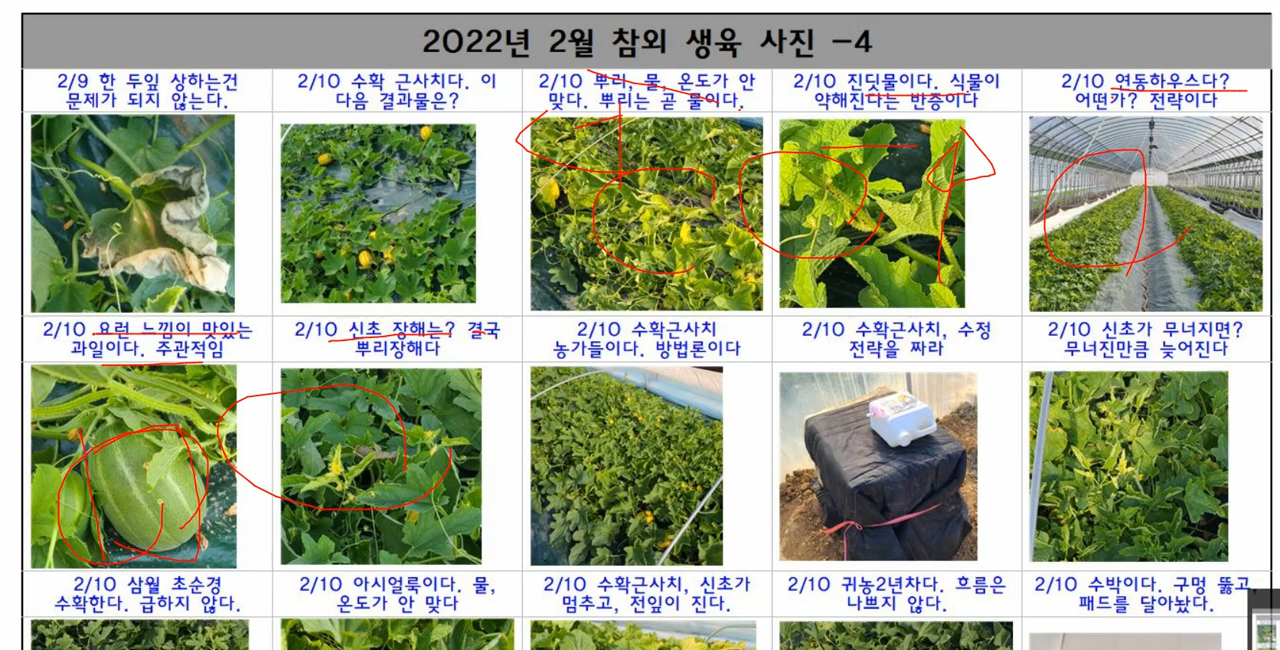 2022년 2월 참외 생육 사진 -4
2/9 한 두잎 상하는건
문제가 되지 않는다.
2/10 수확 근사치다. 이
다음 결과물은?
2/10 뿌리, 물, 온도가 안
맞다. 뿌리는 곧 물이다.
2/10 진딧물이다. 식물이
약해진다는 반증이다
2/10 연동하우스다?
어떤가? 전략이다
2/10 요런 느낌이 맛있는
과일이다. 주관적임
2/10 신초 장해는? 결국
뿌리장해다
2/10 수확근사치
농가들이다. 방법론이다
2/10 수확근사치, 수정
전략을 짜라
2/10 신초가 무너지면?
무너진만큼 늦어진다
2/10 삼월 초순경
수확한다. 급하지 않다.
2/10 아시얼룩이다. 물,
온도가 안 맞다
2/10 수확근사치, 신초가
멈추고, 전잎이 진다.
2/10 귀농2년차다. 흐름은
나쁘지 않다.
2/10 수박이다. 구멍 뚫고,
패드를 달아놨다.